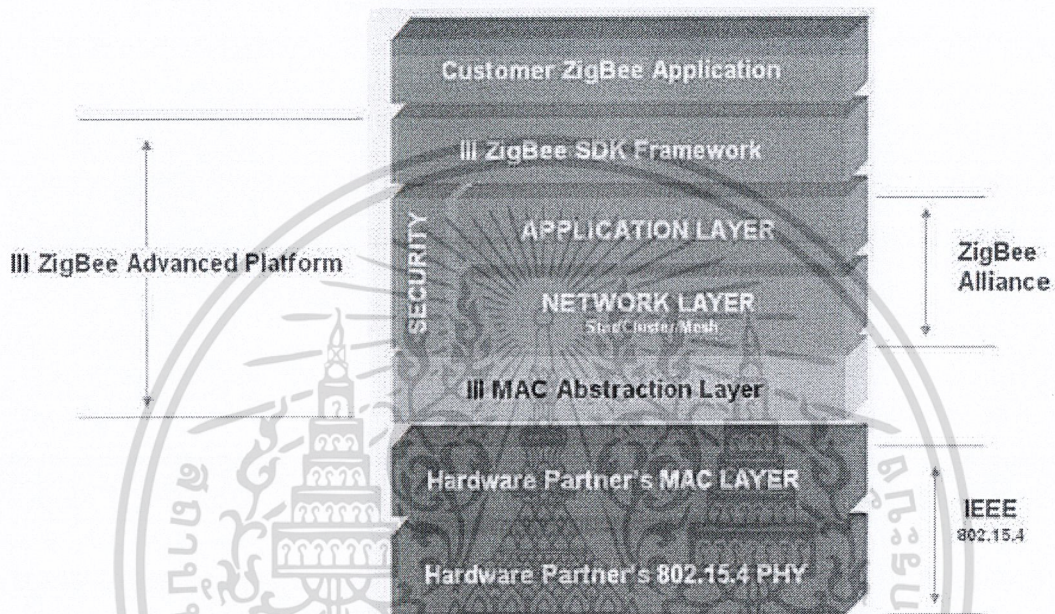 Customer ZigBee Application
III ZigBee SDK Framework
SECURITY
APPLICATION LAYER
NETWORK LAYER
Star/Cluster/Mesh
III MAC Abstraction Layer
Hardware Partner's MAC LAYER
Hardware Partner's 802.15.4 PHY
III ZigBee Advanced Platform
ZigBee
Alliance
IEEE
802.15.4